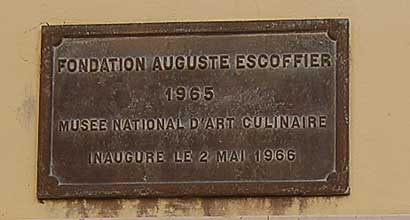 FONDATION AUGUSTE ESCOFFIER
1965
MUSEE NATIONAL D'ART CULINAIRE
INAUGURE LE 2 MAI 1966